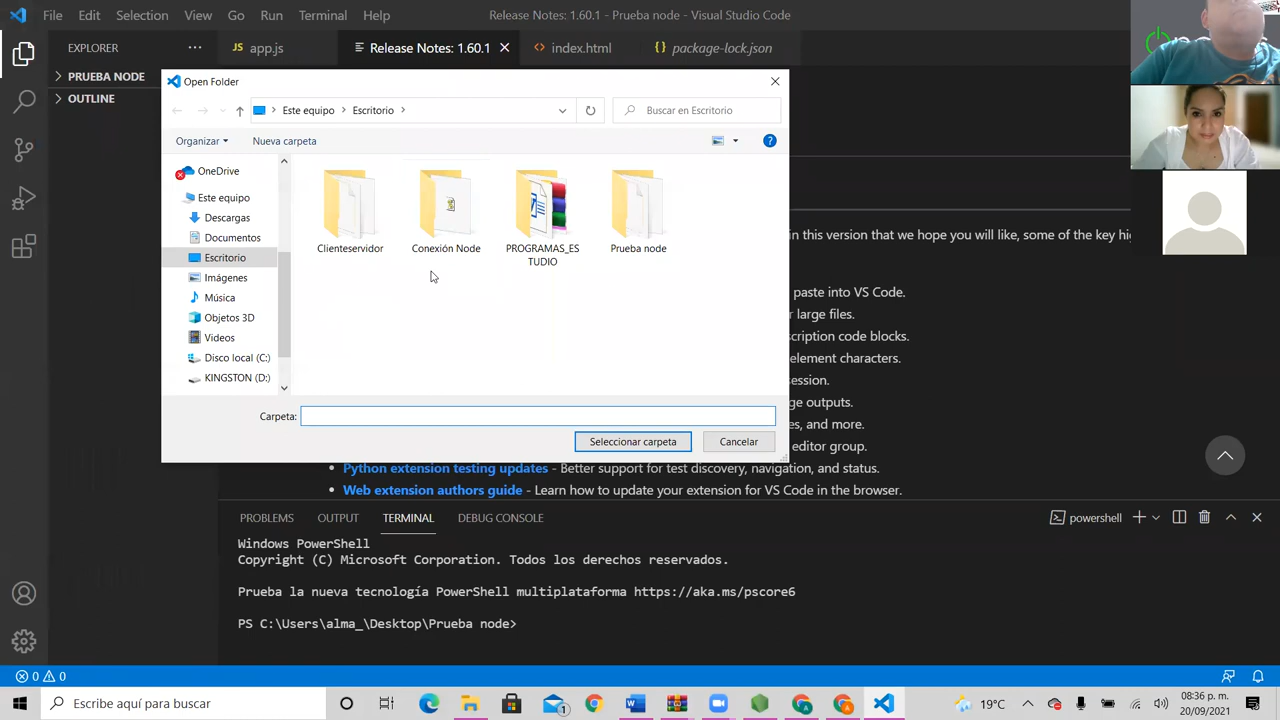 File Edit Selection View Go Run Terminal Help
Release Notes: 1.60.1 - Prueba node - Visual Studio Code
EXPLORER ···
JS app.js
Release Notes: 1.60.1
<> index.html
{} package-lock.json
PRUEBA NODE
OUTLINE
Open Folder
Este equipo > Escritorio >
Buscar en Escritorio
Organizar
Nueva carpeta
OneDrive
Este equipo
Descargas
Documentos
Escritorio
Imágenes
Música
Objetos 3D
Videos
Disco local (C:)
KINGSTON (D:)
Clienteservidor
Conexión Node
PROGRAMAS_ES
TUDIO
Prueba node
Carpeta:
Seleccionar carpeta
Cancelar
in this version that we hope you will like, some of the key hig
paste into VS Code.
r large files.
scription code blocks.
element characters.
session.
ge outputs.
es, and more.
editor group.
Python extension testing updates - Better support for test discovery, navigation, and status.
Web extension authors guide - Learn how to update your extension for VS Code in the browser.
PROBLEMS OUTPUT TERMINAL DEBUG CONSOLE
powershell
Windows PowerShell
Copyright (C) Microsoft Corporation. Todos los derechos reservados.
Prueba la nueva tecnología PowerShell multiplataforma https://aka.ms/pscore6
PS C:\Users\alma_\Desktop\Prueba node>
0 0
Escribe aquí para buscar
1
19°C
08:36 p. m.
20/09/2021